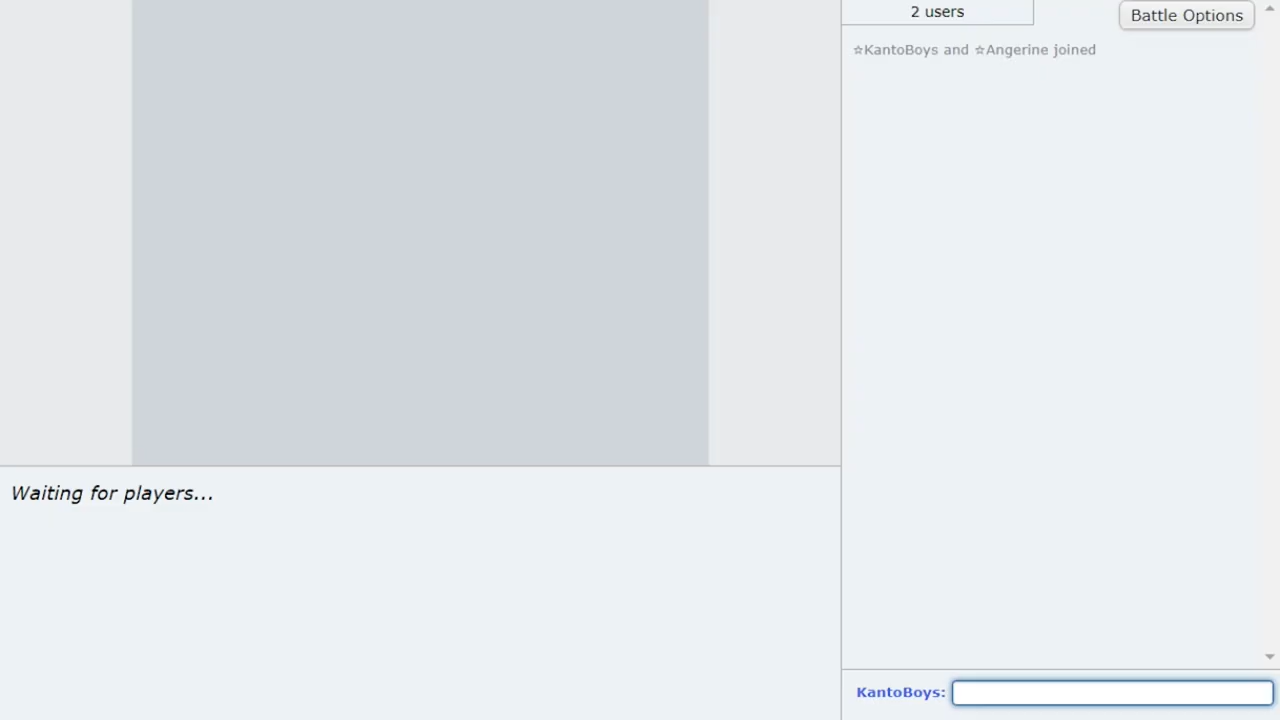 2 users
Battle Options
☆KantoBoys and ☆Angerine joined
Waiting for players...
KantoBoys: